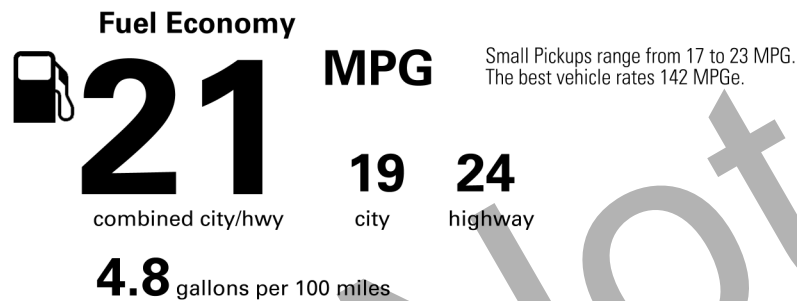 Fuel Economy
21 MPG
Small Pickups range from 17 to 23 MPG.
The best vehicle rates 142 MPGe.
combined city/hwy
19 city
24 highway
4.8 gallons per 100 miles
Not